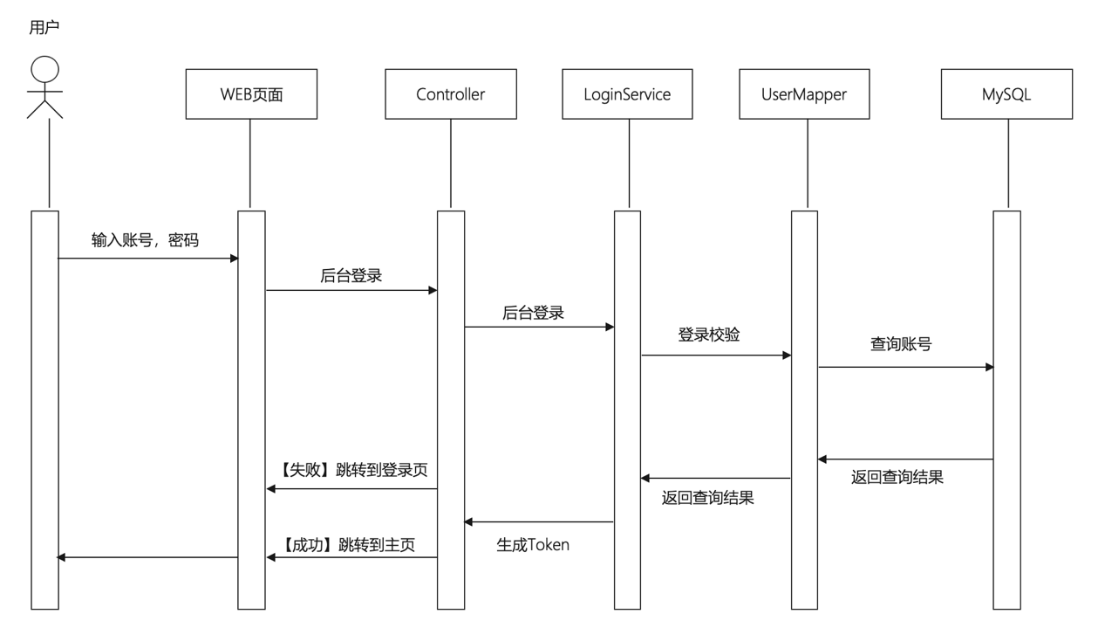 用户
WEB页面
Controller
LoginService
UserMapper
MySQL
输入账号，密码
后台登录
后台登录
登录校验
查询账号
【失败】跳转到登录页
返回查询结果
返回查询结果
【成功】跳转到主页
生成Token